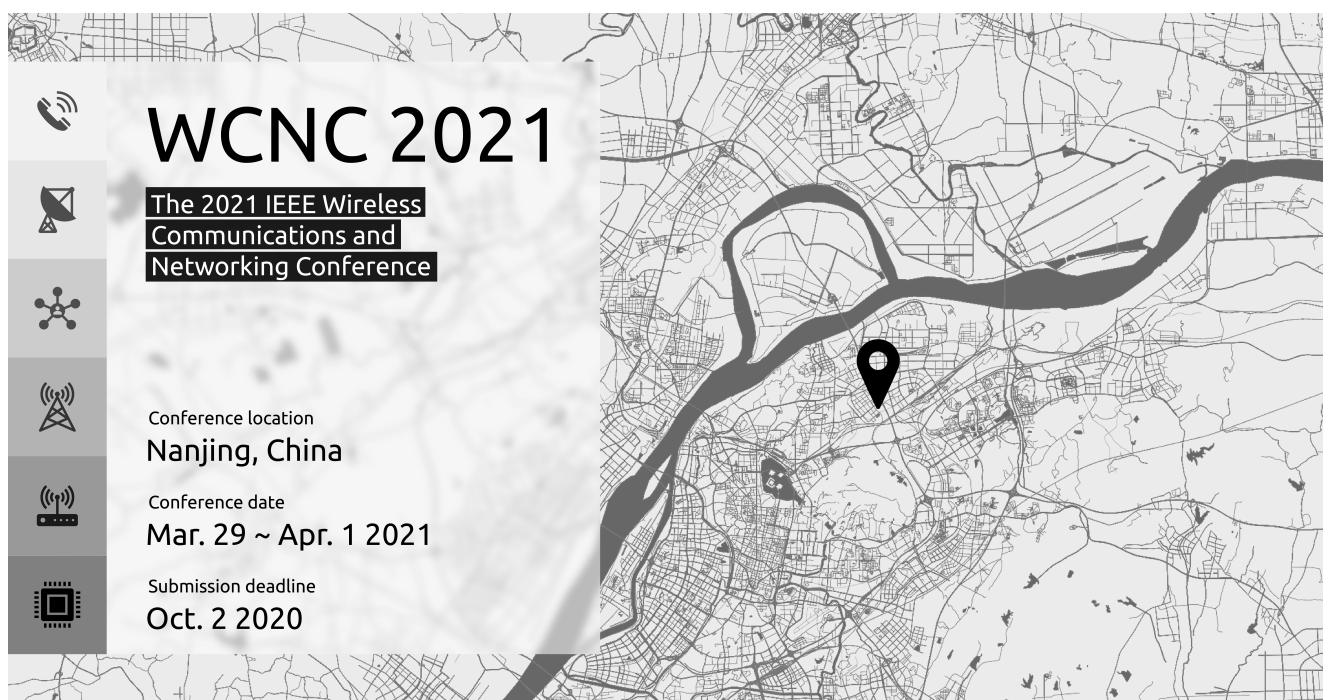 WCNC 2021
The 2021 IEEE Wireless
Communications and
Networking Conference
Conference location
Nanjing, China
Conference date
Mar. 29 ~ Apr. 1 2021
Submission deadline
Oct. 2 2020